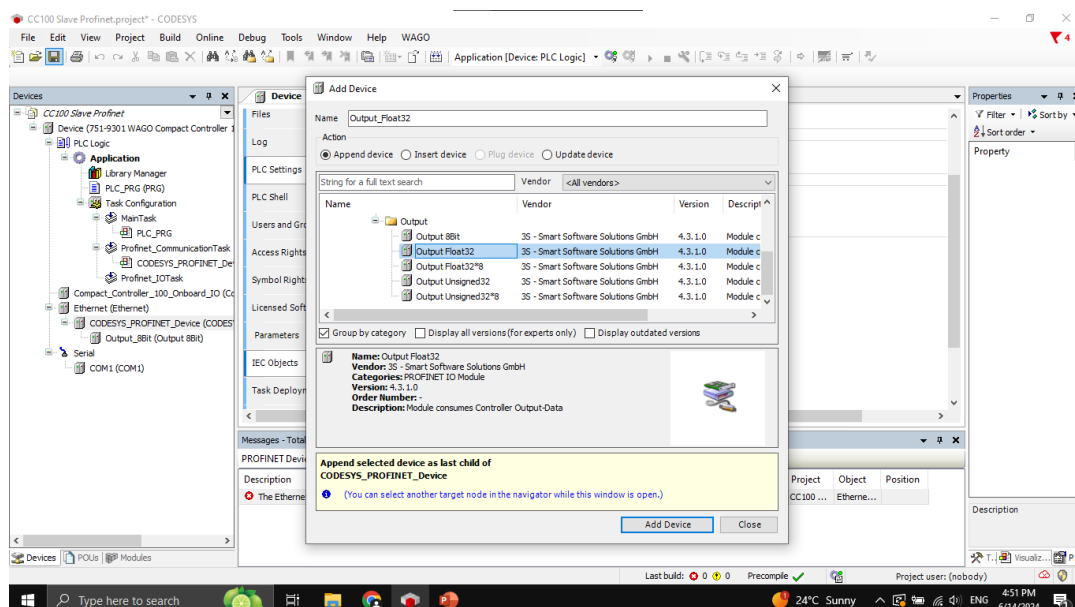 CC100 Slave Profinet.project* - CODESYS
File Edit View Project Build Online Debug Tools Window Help WAGO
4
Application [Device: PLC Logic]
Devices
CC100 Slave Profinet
Device (751-9301 WAGO Compact Controller 1
PLC Logic
Application
Library Manager
PLC_PRG (PRG)
Task Configuration
MainTask
PLC_PRG
Profinet_CommunicationTask
CODESYS_PROFINET_De
Profinet_IOTask
Compact_Controller_100_Onboard_IO (Co
Ethernet (Ethernet)
CODESYS_PROFINET_Device (CODES
Output_8Bit (Output 8Bit)
Serial
COM1 (COM1)
Devices POUs Modules
Device
Files
Log
PLC Settings
PLC Shell
Users and Gro
Access Rights
Symbol Right
Licensed Soft
Parameters
IEC Objects
Task Deployr
Add Device
Name Output_Float32
Action
Append device Insert device Plug device Update device
String for a full text search Vendor <All vendors>
Name Vendor Version Descript
Output
Output 8Bit 3S - Smart Software Solutions GmbH 4.3.1.0 Module c
Output Float32 3S - Smart Software Solutions GmbH 4.3.1.0 Module c
Output Float32*8 3S - Smart Software Solutions GmbH 4.3.1.0 Module c
Output Unsigned32 3S - Smart Software Solutions GmbH 4.3.1.0 Module c
Output Unsigned32*8 3S - Smart Software Solutions GmbH 4.3.1.0 Module c
Group by category Display all versions (for experts only) Display outdated versions
Name: Output Float32
Vendor: 3S - Smart Software Solutions GmbH
Categories: PROFINET IO Module
Version: 4.3.1.0
Order Number: -
Description: Module consumes Controller Output-Data
Append selected device as last child of
CODESYS_PROFINET_Device
(You can select another target node in the navigator while this window is open.)
Add Device Close
Messages - Total
PROFINET Devi
Description Project Object Position
The Etherne CC100 ... Etherne...
Properties
Filter Sort by
Sort order
Property
Description
T... Visualiz... P
Last build: 0 0 Precompile Project user: (nobody)
Type here to search
24°C Sunny ENG 4:51 PM
6/14/2024